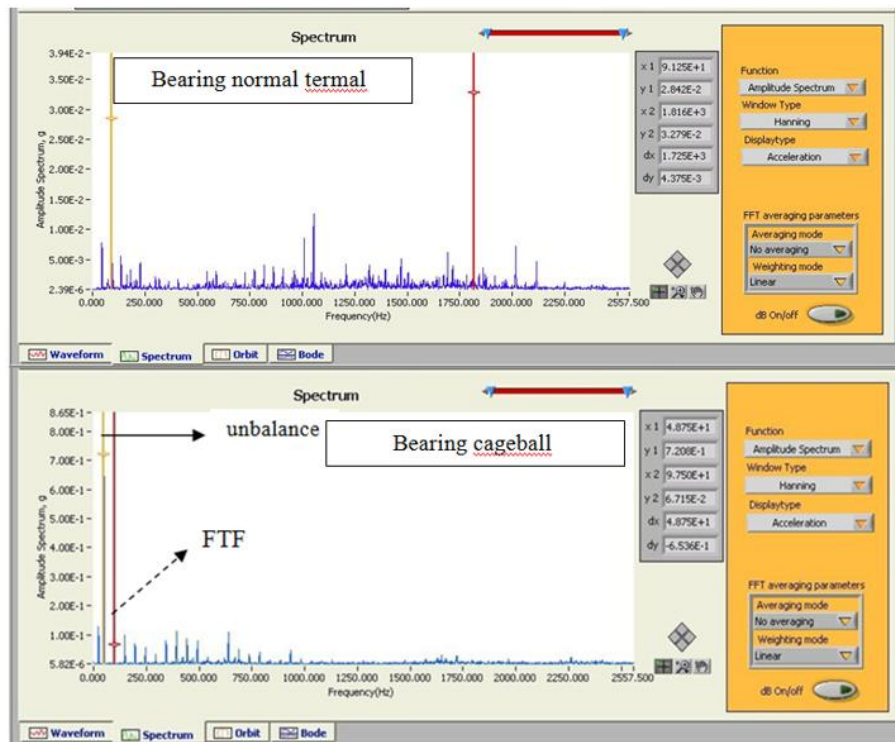 Spectrum
3.94E-2
3.50E-2
3.00E-2
2.50E-2
2.00E-2
1.50E-2
1.00E-2
5.00E-3
2.39E-6
Amplitude Spectrum, g
Bearing normal termal
0.000 250.000 500.000 750.000 1000.000 1250.000 1500.000 1750.000 2000.000 2250.000 2557.500
Frequency(Hz)
x 1 9.125E+1
y 1 2.842E-2
x 2 1.816E+3
y 2 3.279E-2
dx 1.725E+3
dy 4.375E-3
Function
Amplitude Spectrum
Window Type
Hanning
Displaytype
Acceleration
FFT averaging parameters
Averaging mode
No averaging
Weighting mode
Linear
dB On/off
Waveform Spectrum Orbit Bode
Spectrum
8.65E-1
8.00E-1
7.00E-1
6.00E-1
5.00E-1
4.00E-1
3.00E-1
2.00E-1
1.00E-1
5.82E-6
Amplitude Spectrum, g
unbalance
Bearing cageball
FTF
0.000 250.000 500.000 750.000 1000.000 1250.000 1500.000 1750.000 2000.000 2250.000 2557.500
Frequency(Hz)
x 1 4.875E+1
y 1 7.208E-1
x 2 9.750E+1
y 2 6.715E-2
dx 4.875E+1
dy -6.536E-1
Function
Amplitude Spectrum
Window Type
Hanning
Displaytype
Acceleration
FFT averaging parameters
Averaging mode
No averaging
Weighting mode
Linear
dB On/off
Waveform Spectrum Orbit Bode